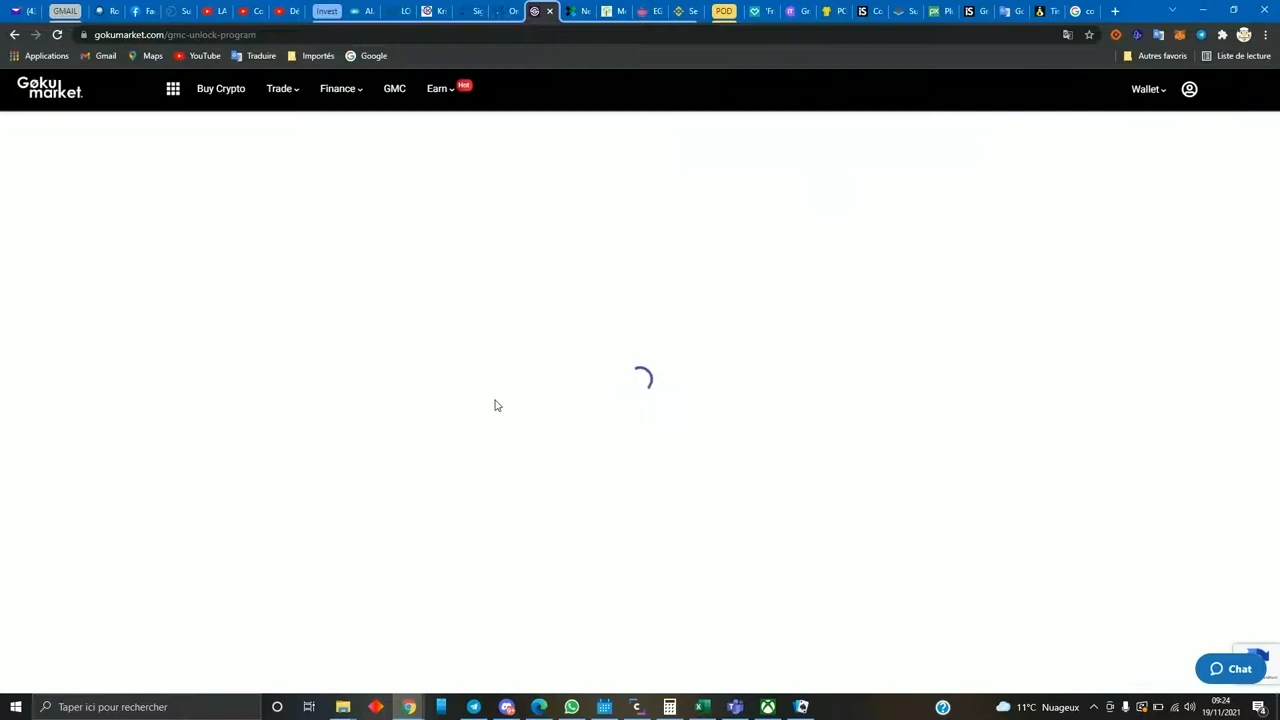 GMAIL
Invest
POD
gokumarket.com/gmc-unlock-program
Applications Gmail Maps YouTube Traduire Importés Google Autres favoris Liste de lecture
Goku market. Buy Crypto Trade Finance GMC Earn Hot Wallet
Chat
Taper ici pour rechercher 11°C Nuageux 09:24
19/11/2021